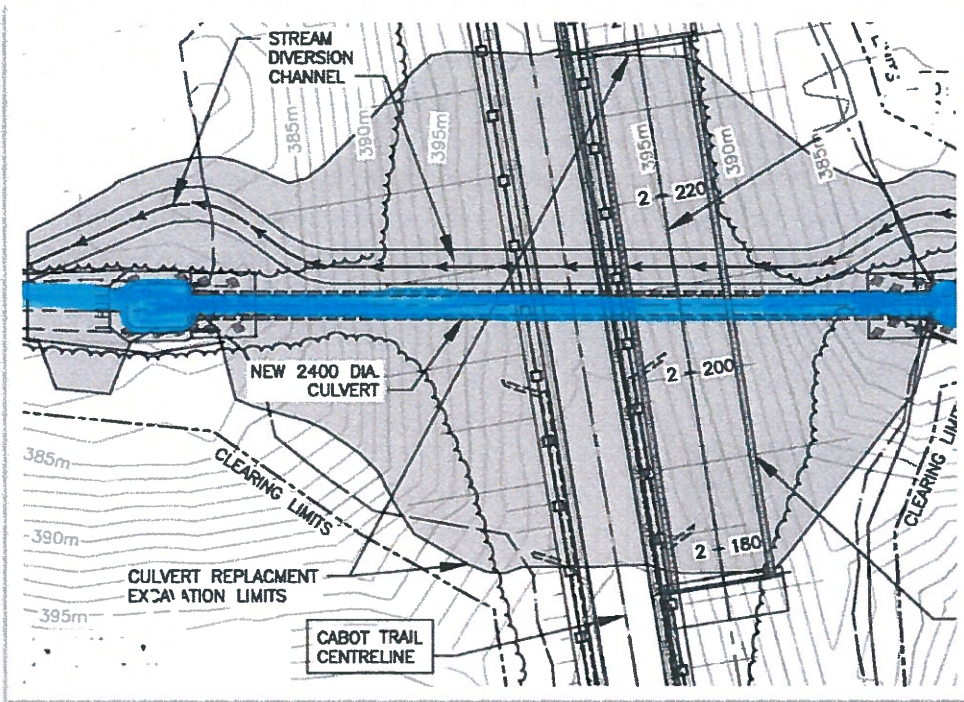 STREAM
DIVERSION
CHANNEL
385m
390m
395m
395m
390m
385m
2 - 220
NEW 2400 DIA.
CULVERT
2 - 200
385m
CLEARING LIMITS
390m
2 - 180
CULVERT REPLACMENT
EXCAVATION LIMITS
395m
CABOT TRAIL
CENTRELINE
CLEARING